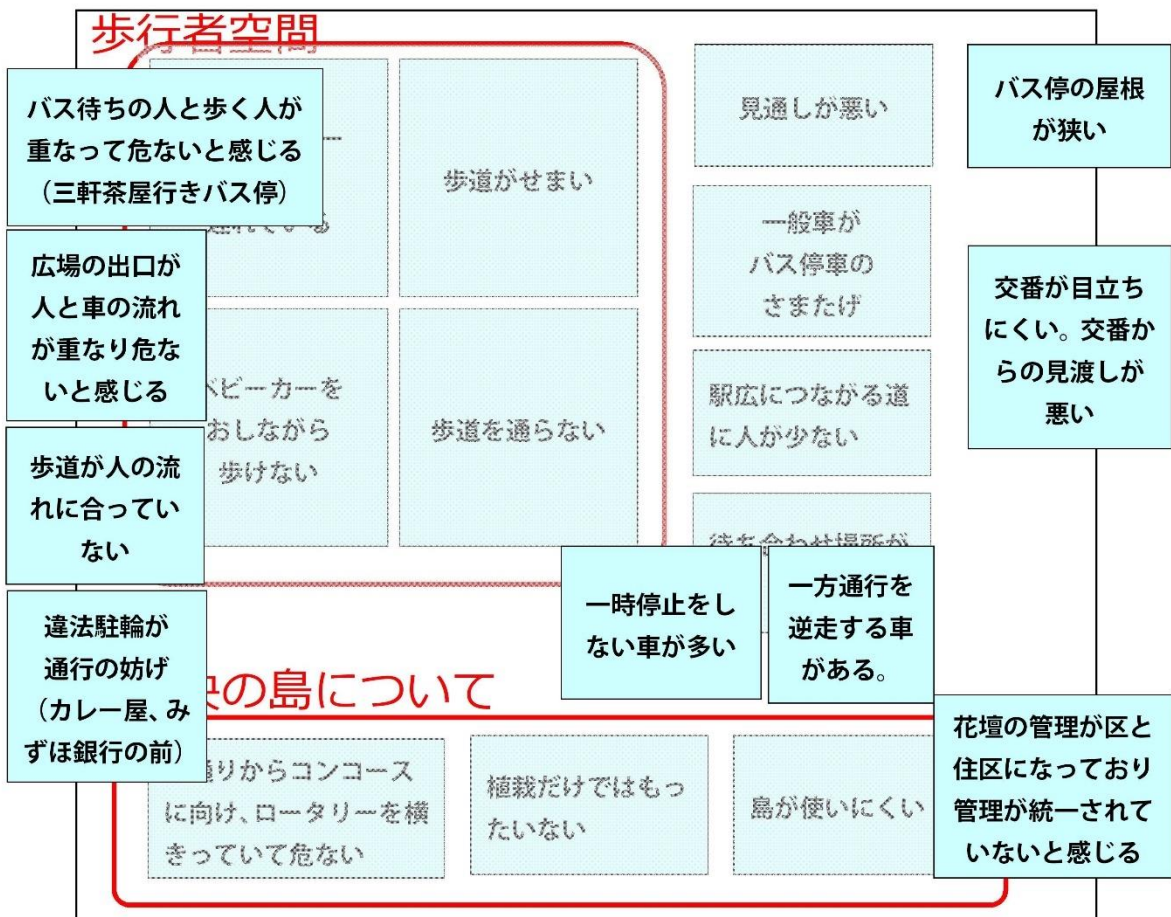 歩行者空間
バス待ちの人と歩く人が
重なって危ないと感じる
（三軒茶屋行きバス停）
歩道がせまい
見通しが悪い
バス停の屋根
が狭い
広場の出口が
人と車の流れ
が重なり危な
いと感じる
一般車が
バス停車の
さまたげ
交番が目立ち
にくい。交番か
らの見渡しが
悪い
ベビーカーを
おしながら
歩けない
歩道を通らない
駅広につながる道
に人が少ない
歩道が人の流
れに合ってい
ない
待ち合わせ場所が
一時停止をし
ない車が多い
一方通行を
逆走する車
がある。
違法駐輪が
通行の妨げ
（カレー屋、み
ずほ銀行の前）
の島について
通りからコンコース
に向け、ロータリーを横
きっていて危ない
植栽だけではもっ
たいない
島が使いにくい
花壇の管理が区と
住区になっており
管理が統一されて
いないと感じる